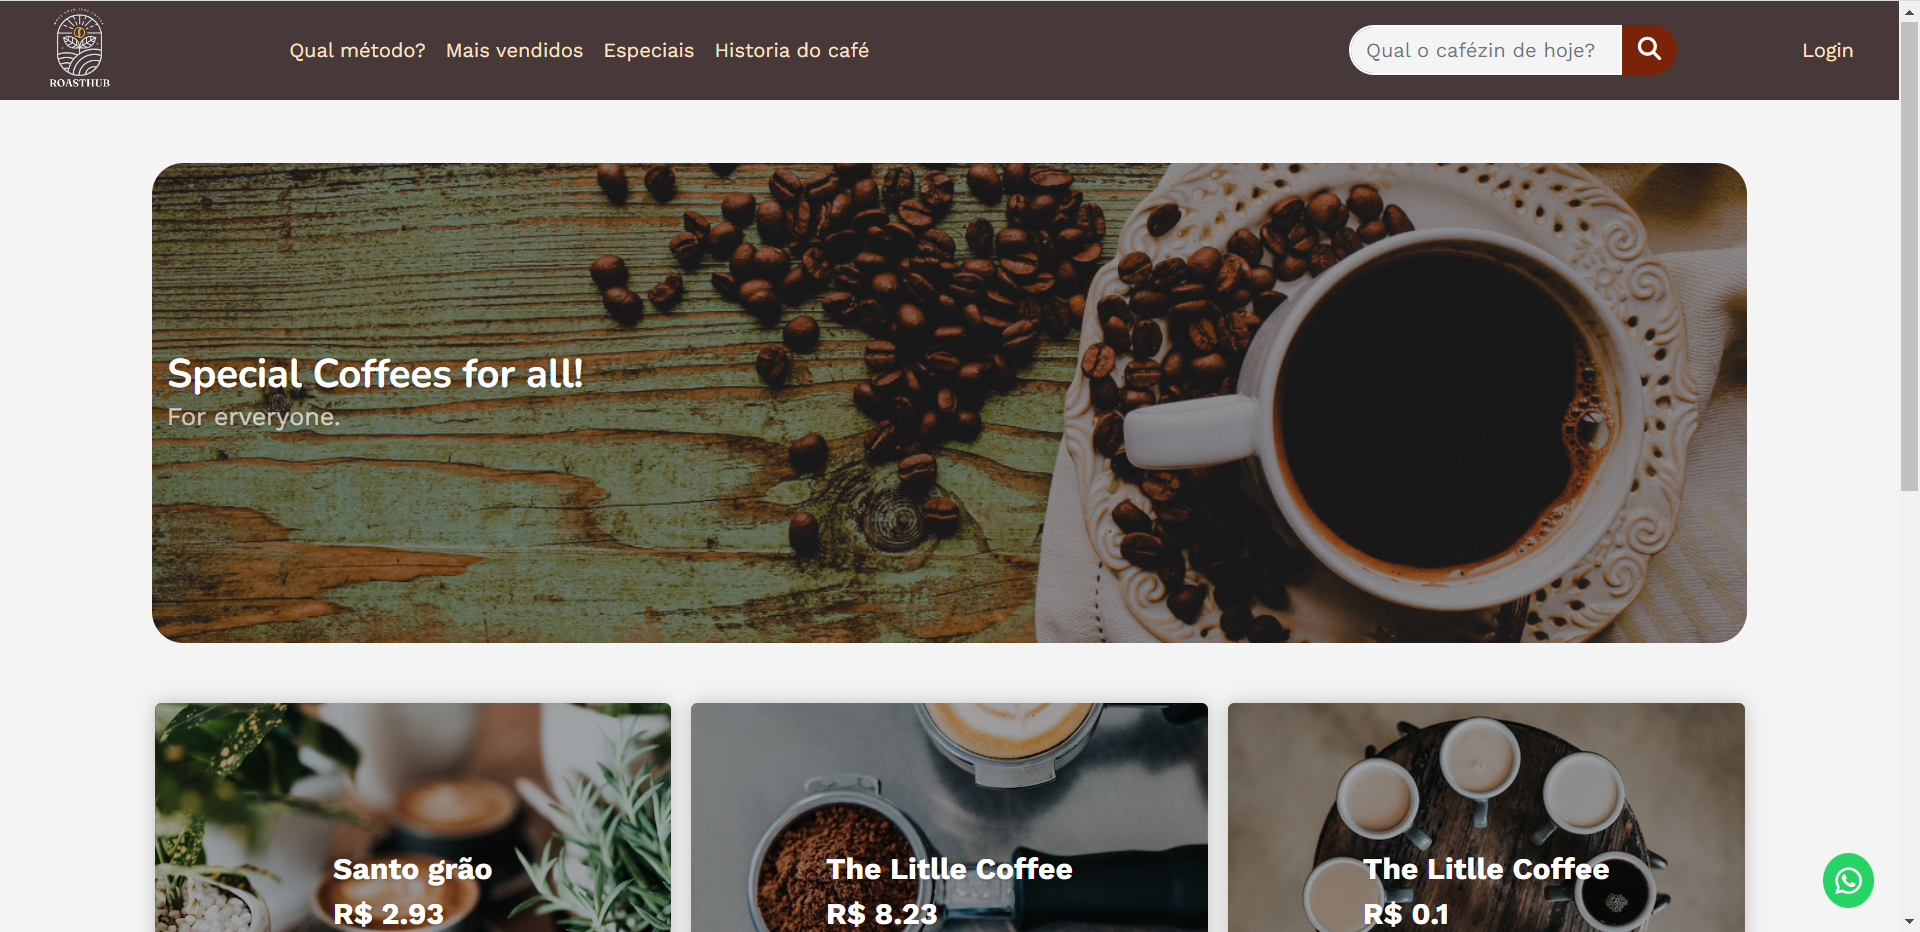 ROASTHUB
Qual método?
Mais vendidos
Especiais
Historia do café
Qual o cafézin de hoje?
Login
Special Coffees for all!
For erveryone.
Santo grão
R$ 2.93
The Litlle Coffee
R$ 8.23
The Litlle Coffee
R$ 0.1